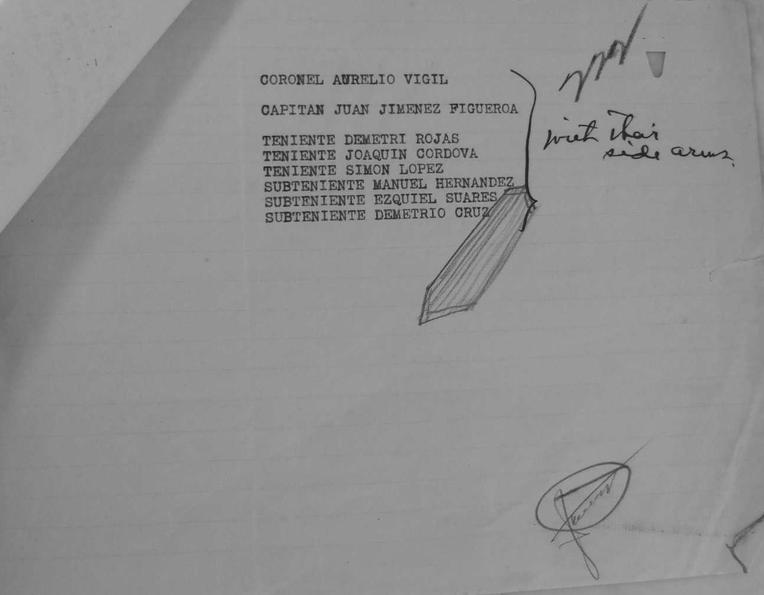 CORONEL AURELIO VIGIL
CAPITAN JUAN JIMENEZ FIGUEROA
TENIENTE DEMETRI ROJAS
TENIENTE JOAQUIN CORDOVA
TENIENTE SIMON LOPEZ
SUBTENIENTE MANUEL HERNANDEZ
SUBTENIENTE EZQUIEL SUARES
SUBTENIENTE DEMETRIO CRUZ
with thair
side arms.